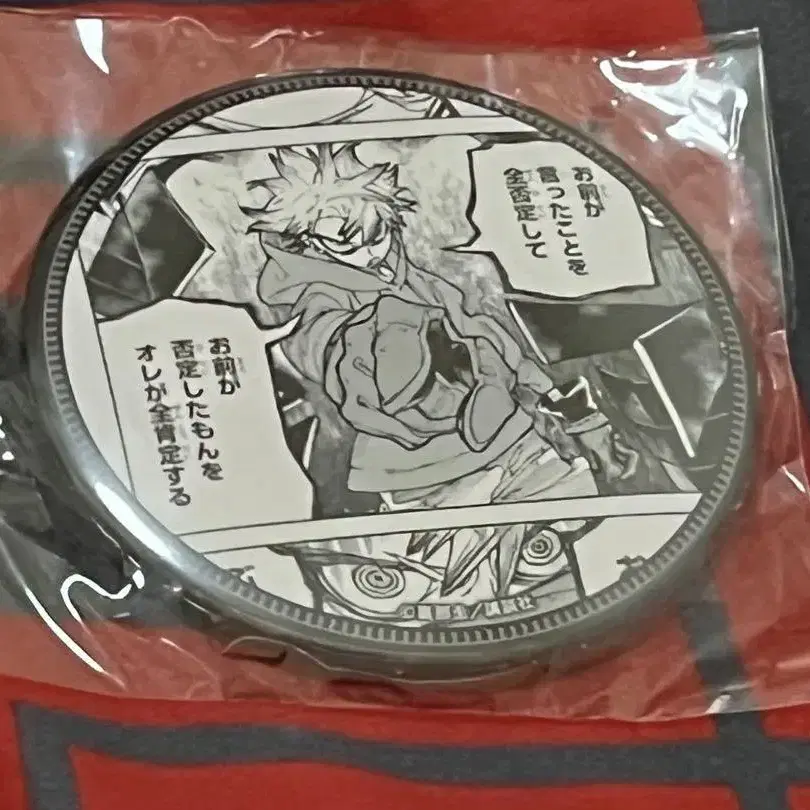 お前が
言ったことを
全否定して
お前が
否定したもんを
オレが全肯定する